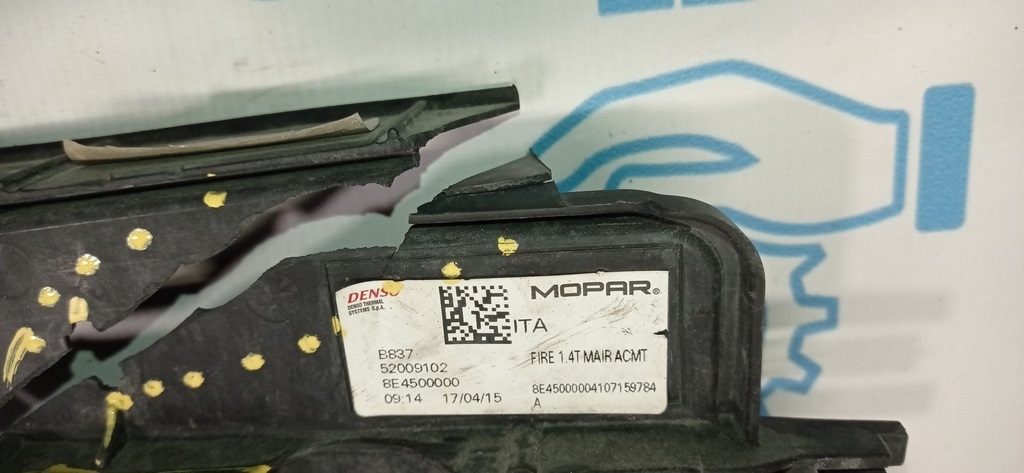 DENSO
DENSO THERMAL
SYSTEMS S.p.A.
MOPAR®
ITA
B837
52009102
8E4500000
09:14 17/04/15
FIRE 1.4T MAIR ACMT
8E45000004107159784
A